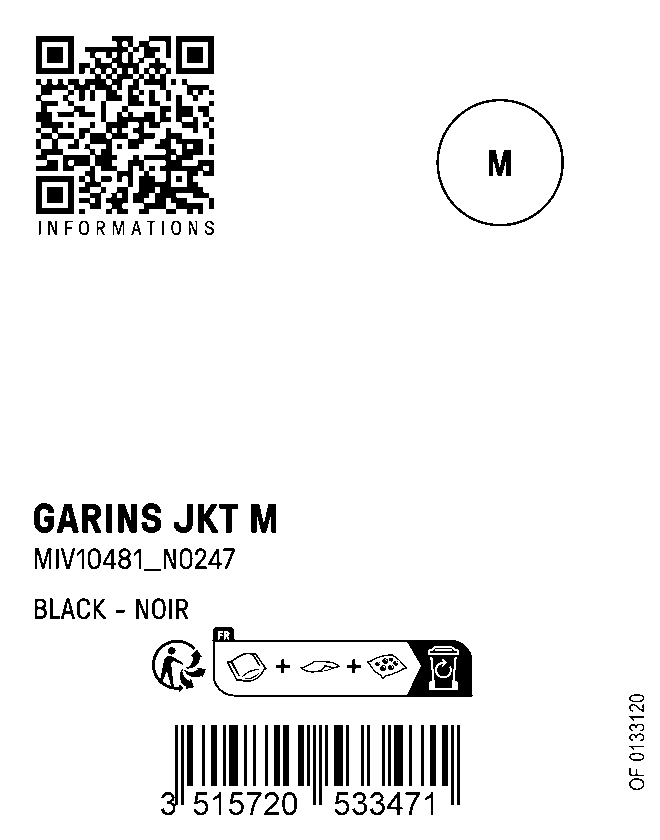 INFORMATIONS
M
GARINS JKT M
MIV10481_N0247
BLACK - NOIR
FR
+ +
3 515720 533471
OF 0133120